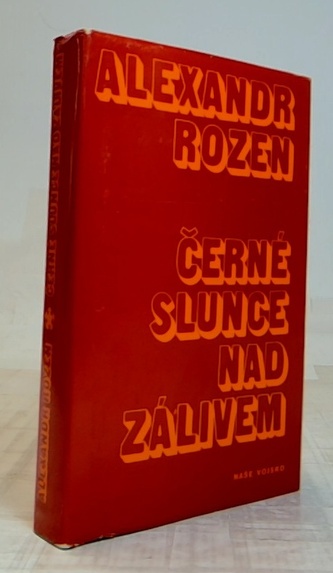 ALEXANDR
ROZEN
ČERNÉ
SLUNCE
NAD
ZÁLIVEM
NAŠE VOJSKO